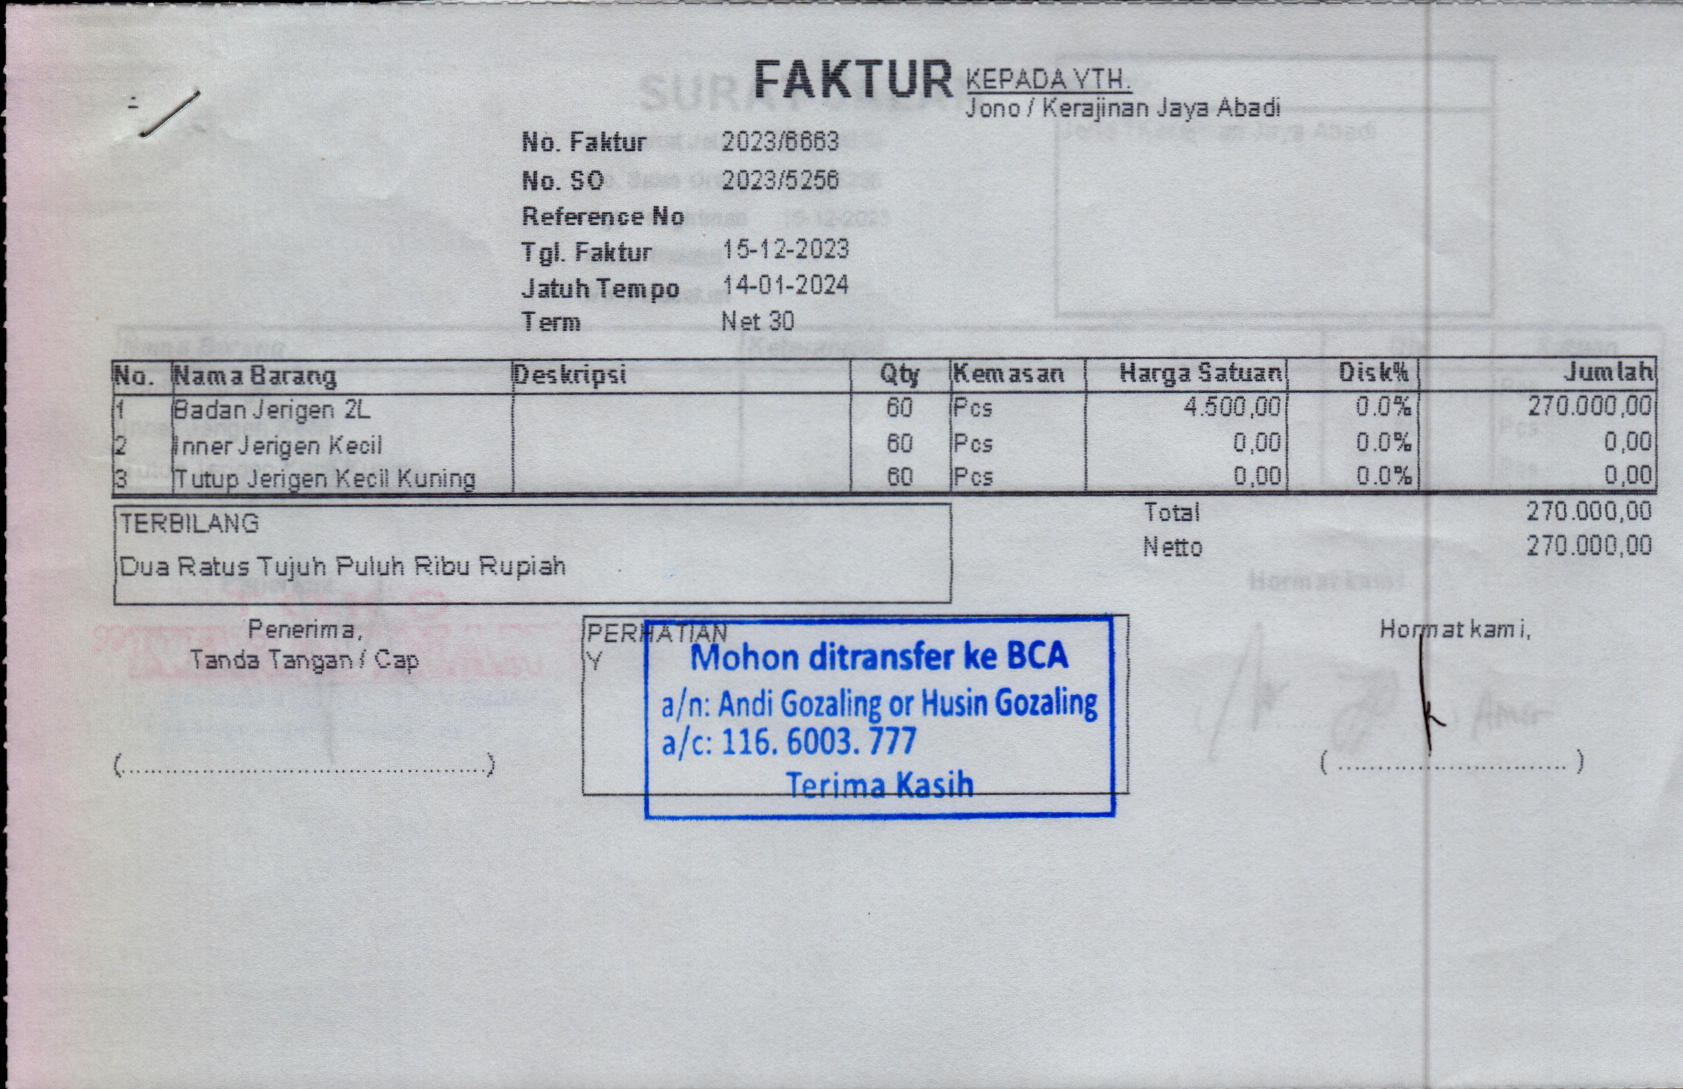 FAKTUR
KEPADA YTH.
Jono / Kerajinan Jaya Abadi
No. Faktur 2023/6663
No. SO 2023/5256
Reference No
Tgl. Faktur 15-12-2023
Jatuh Tempo 14-01-2024
Term Net 30
No. Nama Barang Deskripsi Qty Kemasan Harga Satuan Disk% Jumlah
1 Badan Jerigen 2L 60 Pcs 4.500,00 0.0% 270.000,00
2 Inner Jerigen Kecil 60 Pcs 0,00 0.0% 0,00
3 Tutup Jerigen Kecil Kuning 60 Pcs 0,00 0.0% 0,00
TERBILANG
Dua Ratus Tujuh Puluh Ribu Rupiah
Total 270.000,00
Netto 270.000,00
Penerima,
Tanda Tangan / Cap
(................................................)
PERHATIAN
Y
Mohon ditransfer ke BCA
a/n: Andi Gozaling or Husin Gozaling
a/c: 116. 6003. 777
Terima Kasih
Hormat kami,
( .............................. )